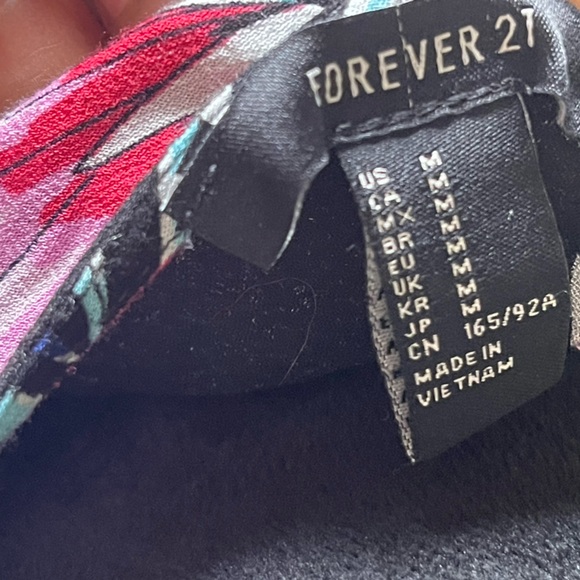 FOREVER 21
US M
CA M
MX M
BR M
EU M
UK M
KR M
JP M
CN 165/92A
MADE IN
VIETNAM